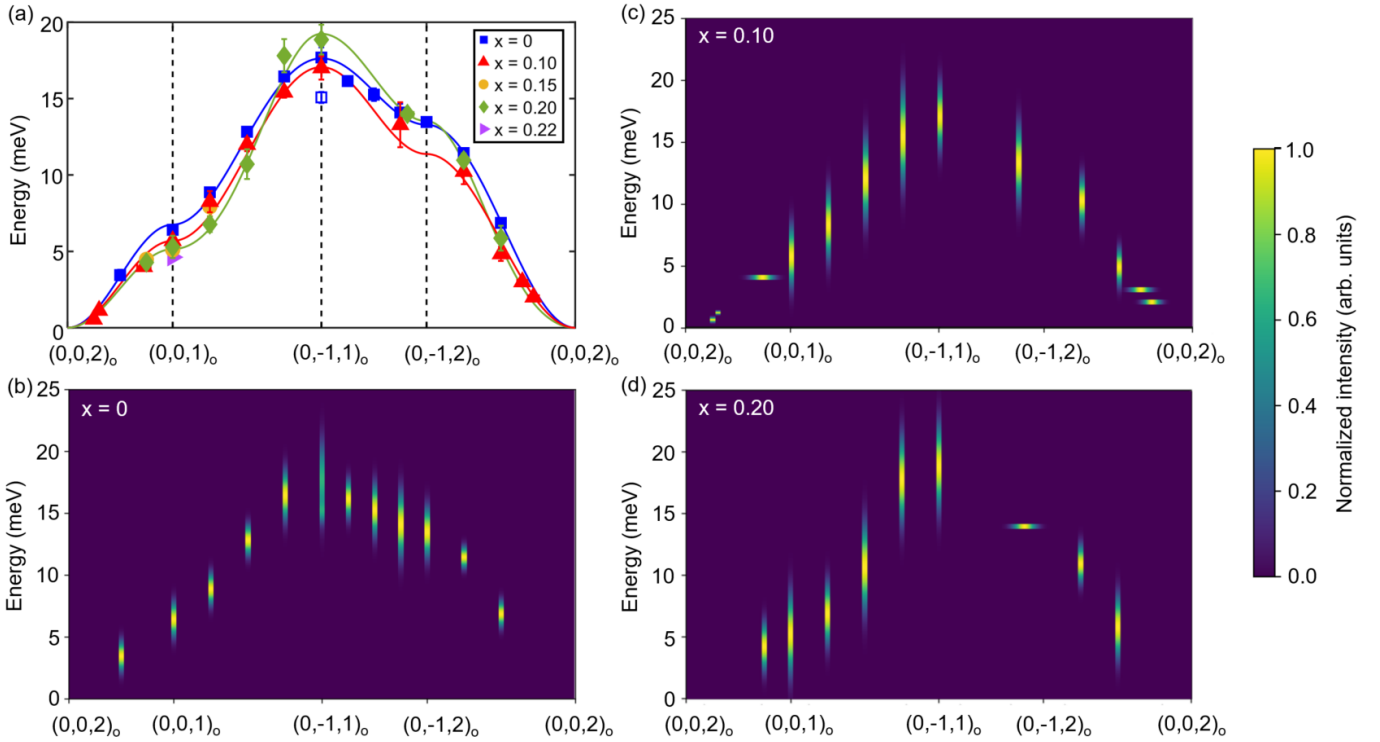 (a)
20
15
10
5
0
Energy (meV)
x = 0
x = 0.10
x = 0.15
x = 0.20
x = 0.22
(0,0,2)o (0,0,1)o (0,-1,1)o (0,-1,2)o (0,0,2)o
(c)
x = 0.10
25
20
15
10
5
0
Energy (meV)
(0,0,2)o (0,0,1)o (0,-1,1)o (0,-1,2)o (0,0,2)o
(b)
x = 0
25
20
15
10
5
0
Energy (meV)
(0,0,2)o (0,0,1)o (0,-1,1)o (0,-1,2)o (0,0,2)o
(d)
x = 0.20
25
20
15
10
5
0
Energy (meV)
(0,0,2)o (0,0,1)o (0,-1,1)o (0,-1,2)o (0,0,2)o
1.0
0.8
0.6
0.4
0.2
0.0
Normalized intensity (arb. units)